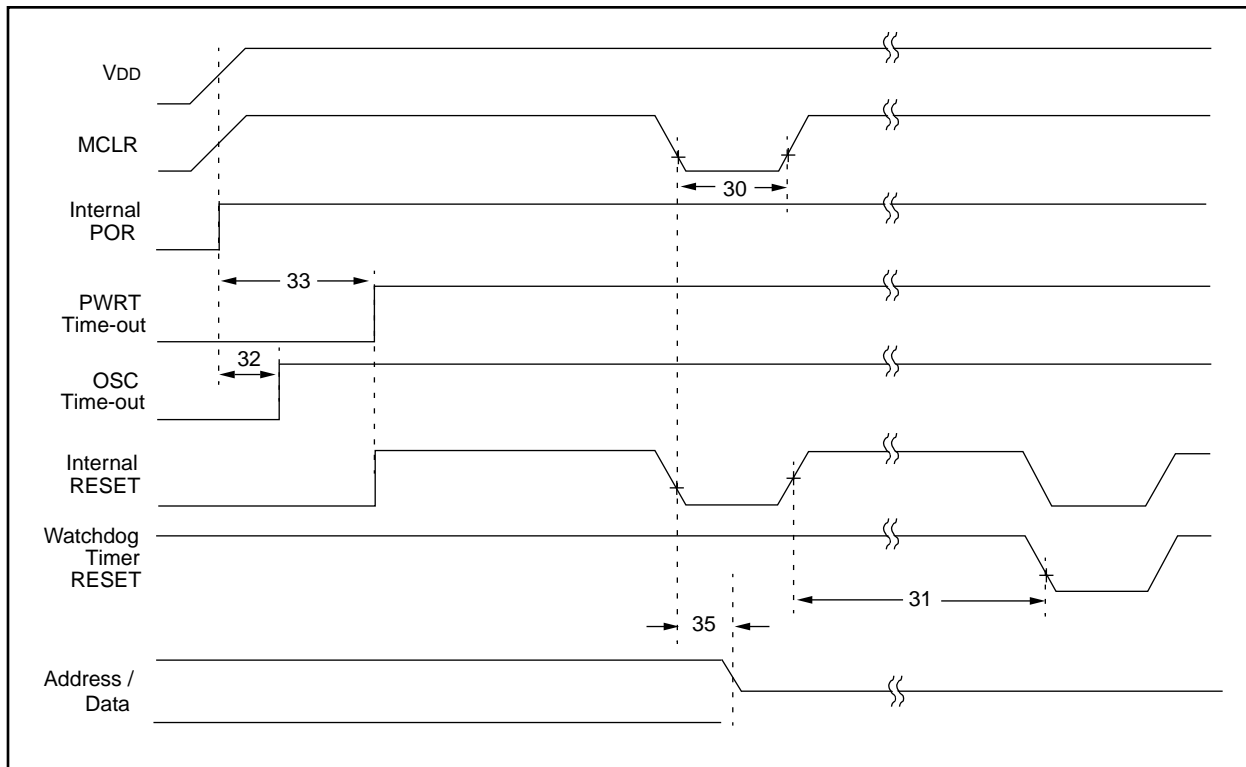 VDD
MCLR
30
Internal
POR
33
PWRT
Time-out
32
OSC
Time-out
Internal
RESET
Watchdog
Timer
RESET
31
35
Address /
Data